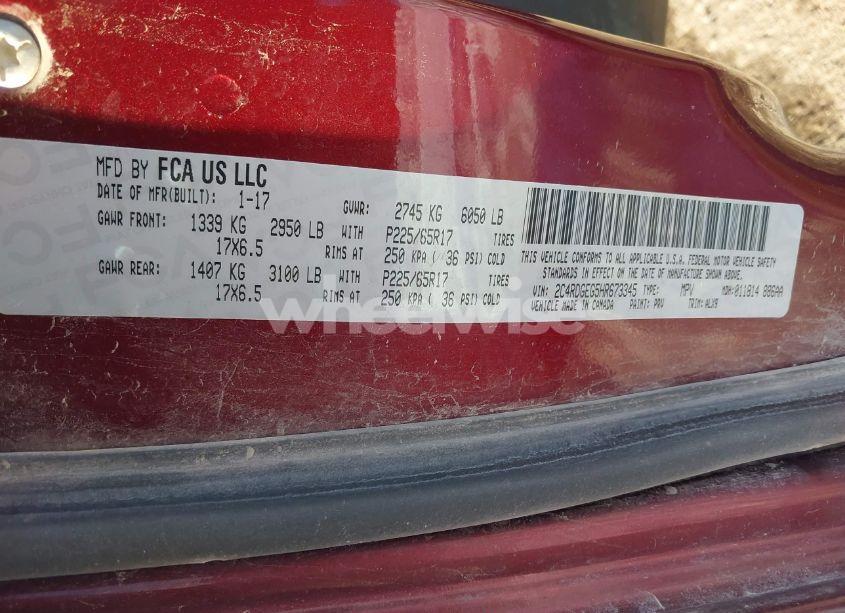 MFD BY FCA US LLC
DATE OF MFR(BUILT): 1-17 GVWR: 2745 KG 6050 LB
GAWR FRONT: 1339 KG 2950 LB WITH P225/65R17 TIRES
17X6.5 RIMS AT 250 KPA ( 36 PSI) COLD
GAWR REAR: 1407 KG 3100 LB WITH P225/65R17 TIRES
17X6.5 RIMS AT 250 KPA ( 36 PSI) COLD
THIS VEHICLE CONFORMS TO ALL APPLICABLE U.S.A. FEDERAL MOTOR VEHICLE SAFETY
STANDARDS IN EFFECT ON THE DATE OF MANUFACTURE SHOWN ABOVE.
VIN: 2C4RDGEG5HR673345 TYPE: MPV MDH: 011814 886AA
VEHICLE MADE IN CANADA PAINT: PRV TRIM: ALX9
wheelwise